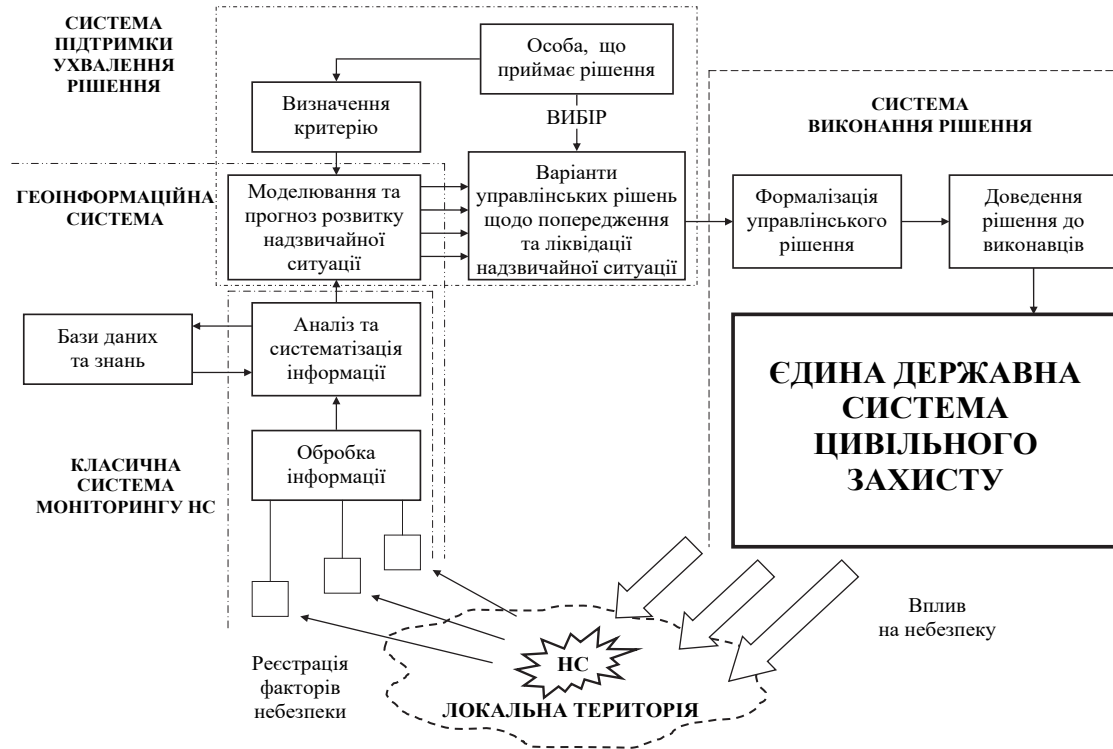 СИСТЕМА
ПІДТРИМКИ
УХВАЛЕННЯ
РІШЕННЯ
Особа, що
приймає рішення
Визначення
критерію
ВИБІР
СИСТЕМА
ВИКОНАННЯ РІШЕННЯ
ГЕОІНФОРМАЦІЙНА
СИСТЕМА
Моделювання та
прогноз розвитку
надзвичайної
ситуації
Варіанти
управлінських рішень
щодо попередження
та ліквідації
надзвичайної ситуації
Формалізація
управлінського
рішення
Доведення
рішення до
виконавців
Бази даних
та знань
Аналіз та
систематізація
інформації
ЄДИНА ДЕРЖАВНА
СИСТЕМА
ЦИВІЛЬНОГО
ЗАХИСТУ
КЛАСИЧНА
СИСТЕМА
МОНІТОРИНГУ НС
Обробка
інформації
Вплив
на небезпеку
Реєстрація
факторів
небезпеки
НС
ЛОКАЛЬНА ТЕРИТОРІЯ